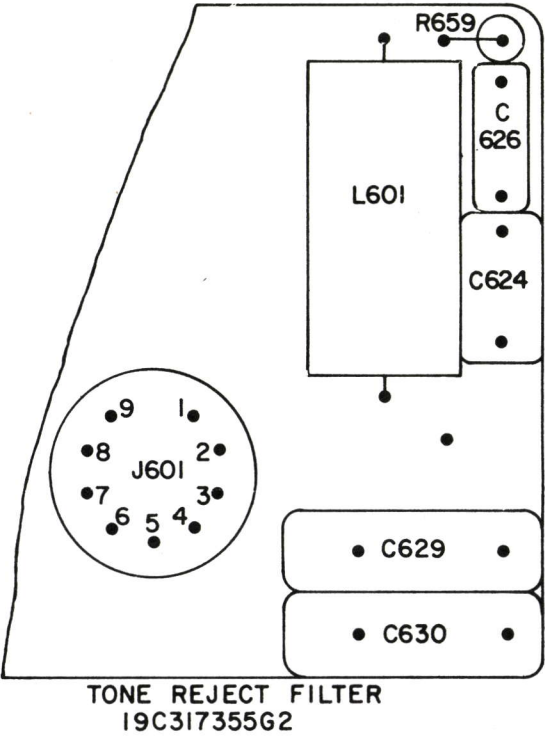 R659
C
626
L601
C624
9 1
8 2
J601
7 3
6 5 4
C629
C630
TONE REJECT FILTER
19C317355G2